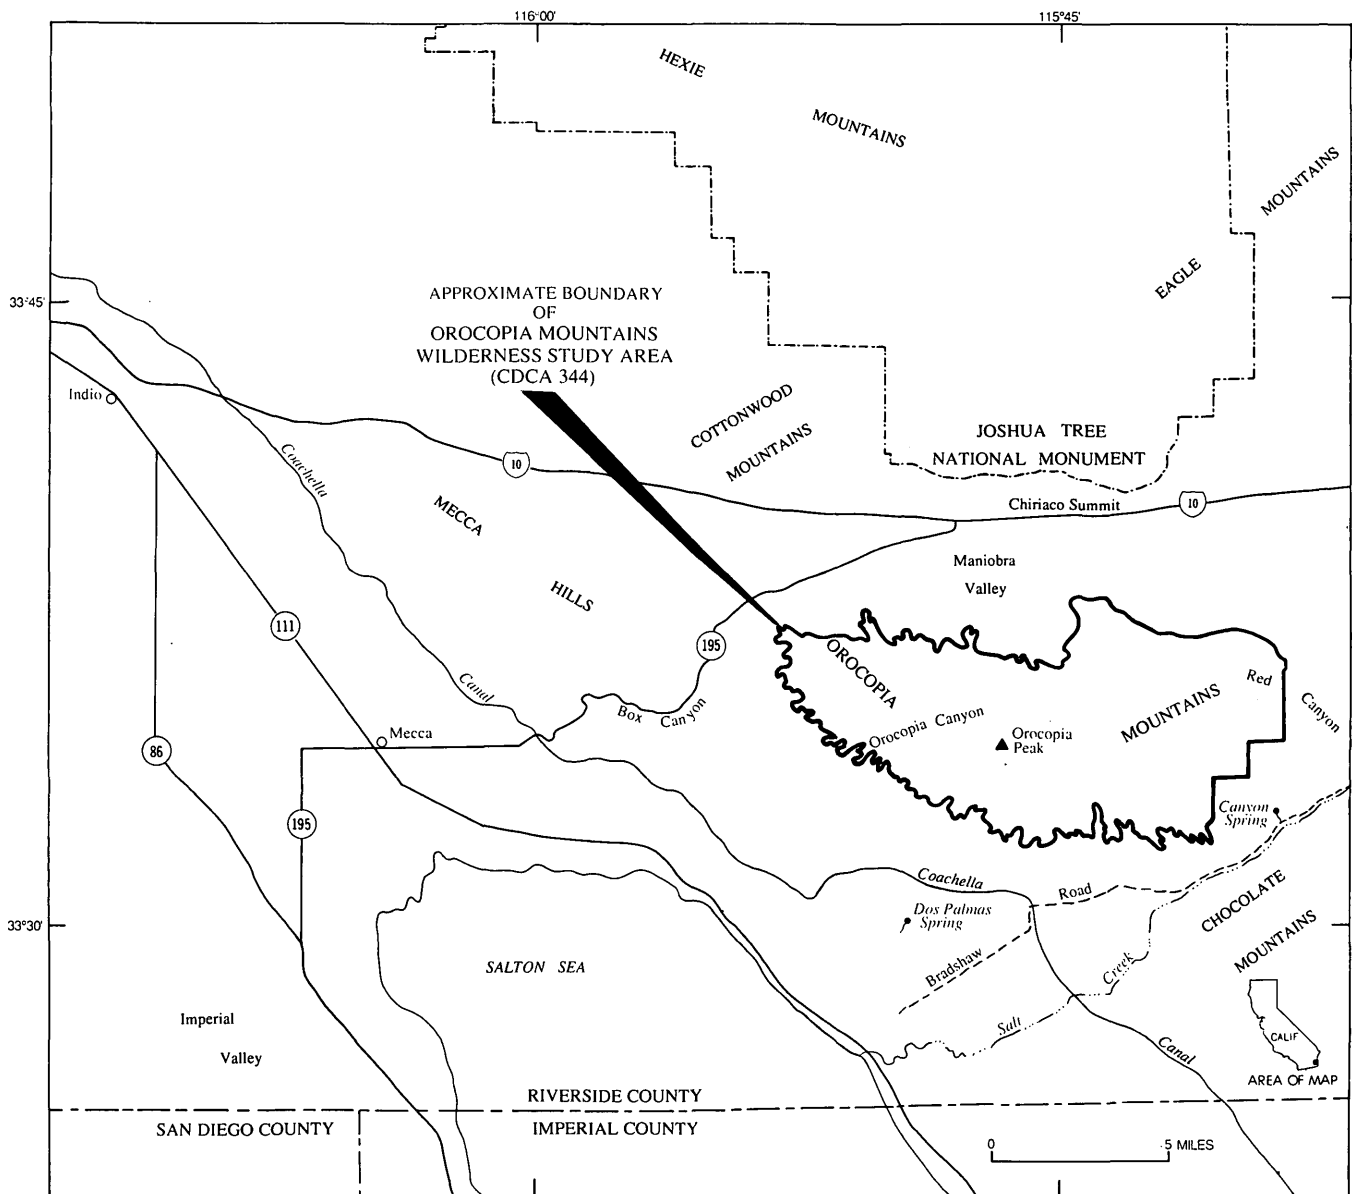 116°00'
115°45'
HEXIE
MOUNTAINS
MOUNTAINS
EAGLE
33°45'
APPROXIMATE BOUNDARY
OF
OROCOPIA MOUNTAINS
WILDERNESS STUDY AREA
(CDCA 344)
Indio
COTTONWOOD
MOUNTAINS
JOSHUA TREE
NATIONAL MONUMENT
Coachella
10
MECCA
Chiriaco Summit
10
Maniobra
Valley
HILLS
111
195
OROCOPIA
Red
Canyon
Canal
Box Canyon
Orocopia Canyon
Orocopia
Peak
MOUNTAINS
Mecca
86
195
Canyon
Spring
Coachella
Road
CHOCOLATE
MOUNTAINS
Dos Palmas
Spring
33°30'
SALTON SEA
Bradshaw
Creek
Salt
Imperial
Valley
Canal
CALIF
AREA OF MAP
RIVERSIDE COUNTY
SAN DIEGO COUNTY
IMPERIAL COUNTY
0 5 MILES